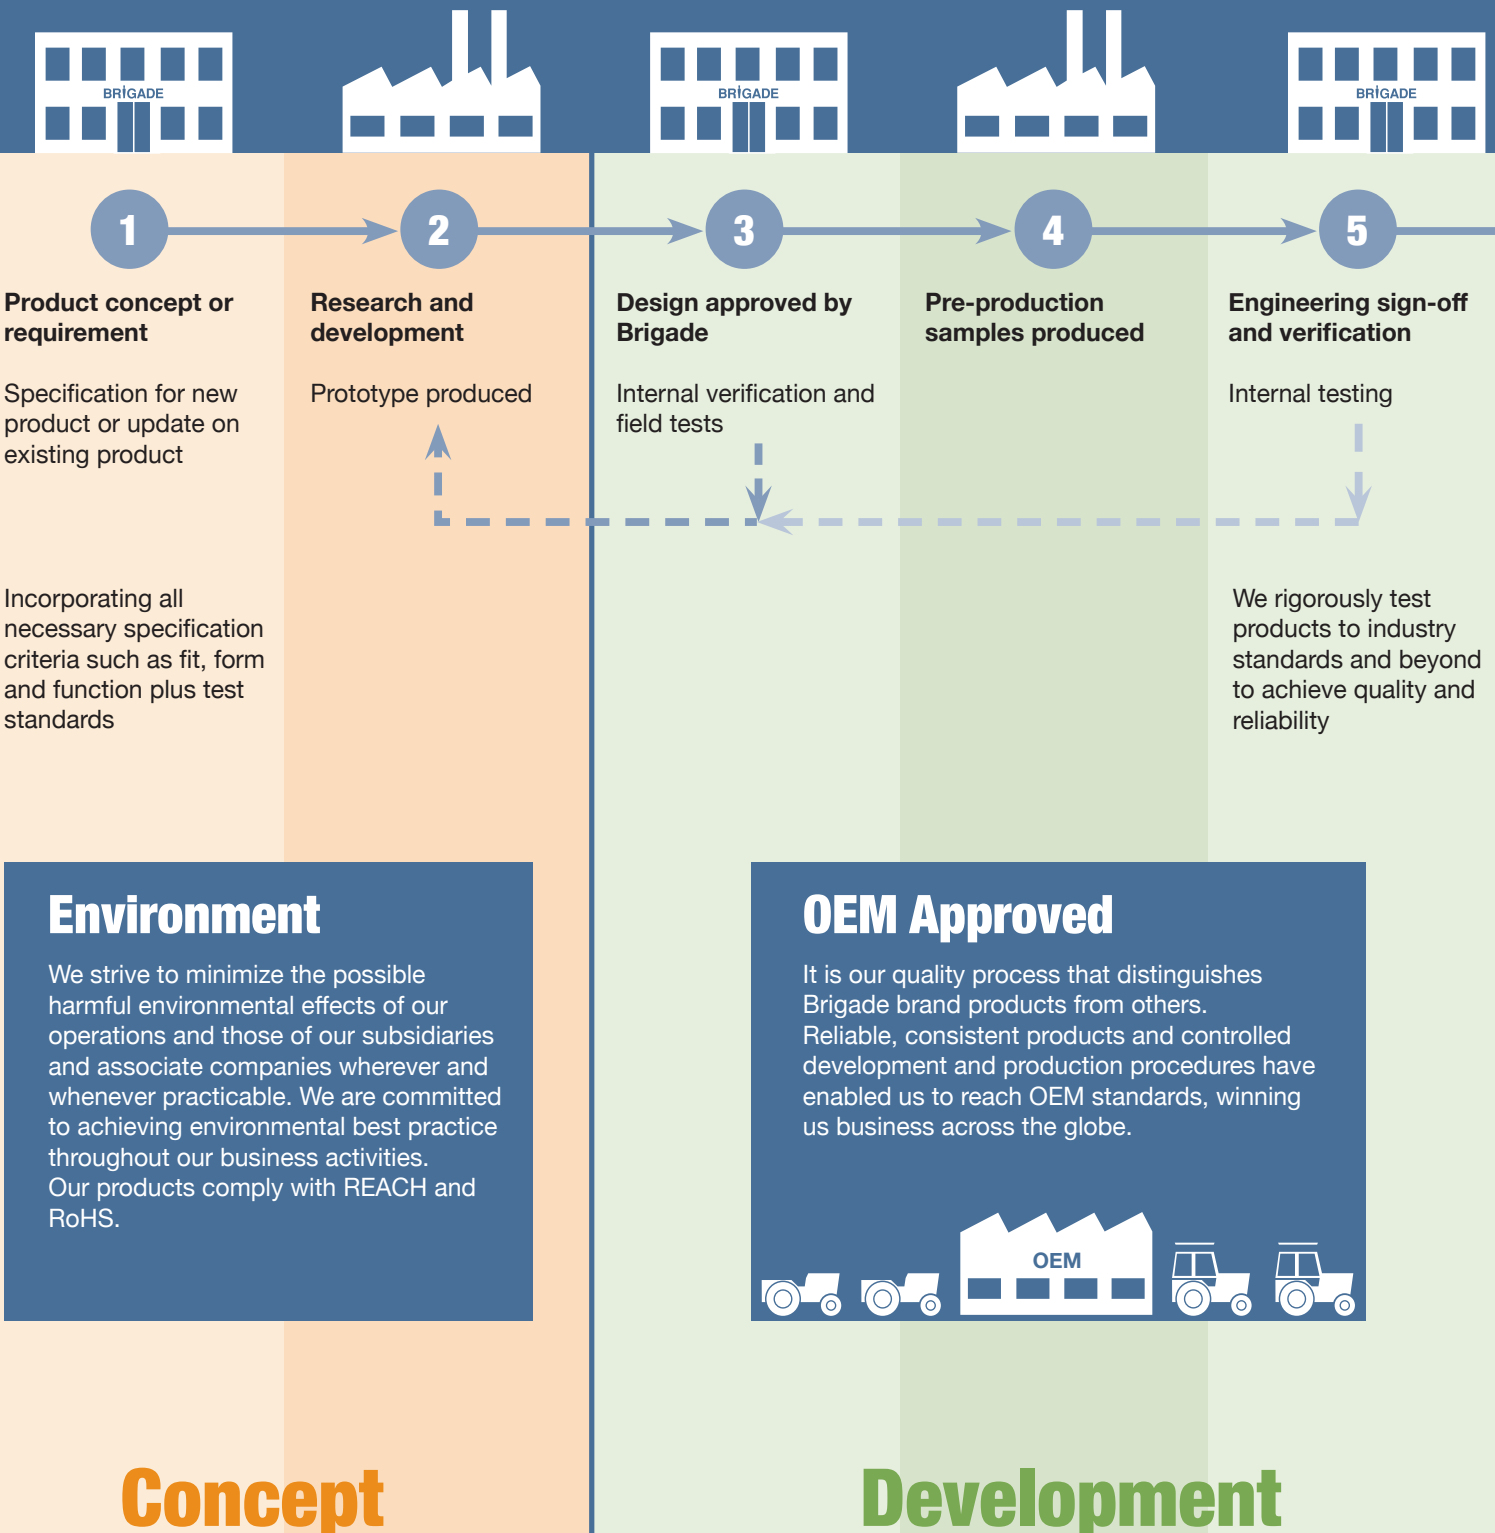 BRIGADE
BRIGADE
BRIGADE
1
2
3
4
5
Product concept or
requirement
Specification for new
product or update on
existing product
Incorporating all
necessary specification
criteria such as fit, form
and function plus test
standards
Research and
development
Prototype produced
Design approved by
Brigade
Internal verification and
field tests
Pre-production
samples produced
Engineering sign-off
and verification
Internal testing
We rigorously test
products to industry
standards and beyond
to achieve quality and
reliability
Environment
We strive to minimize the possible
harmful environmental effects of our
operations and those of our subsidiaries
and associate companies wherever and
whenever practicable. We are committed
to achieving environmental best practice
throughout our business activities.
Our products comply with REACH and
RoHS.
OEM Approved
It is our quality process that distinguishes
Brigade brand products from others.
Reliable, consistent products and controlled
development and production procedures have
enabled us to reach OEM standards, winning
us business across the globe.
OEM
Concept
Development